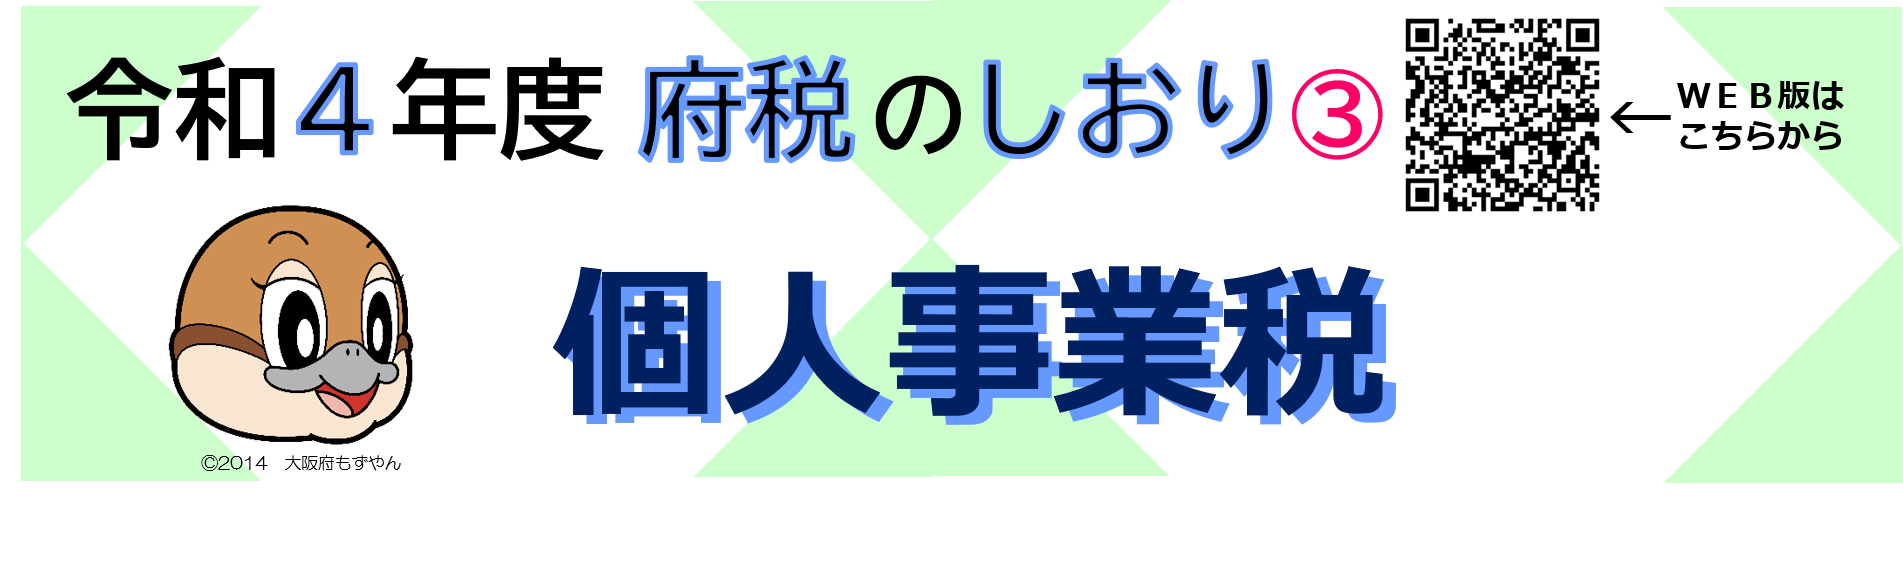 令和４年度 府税のしおり③
←ＷＥＢ版は
こちらから
個人事業税
©2014　大阪府もずやん